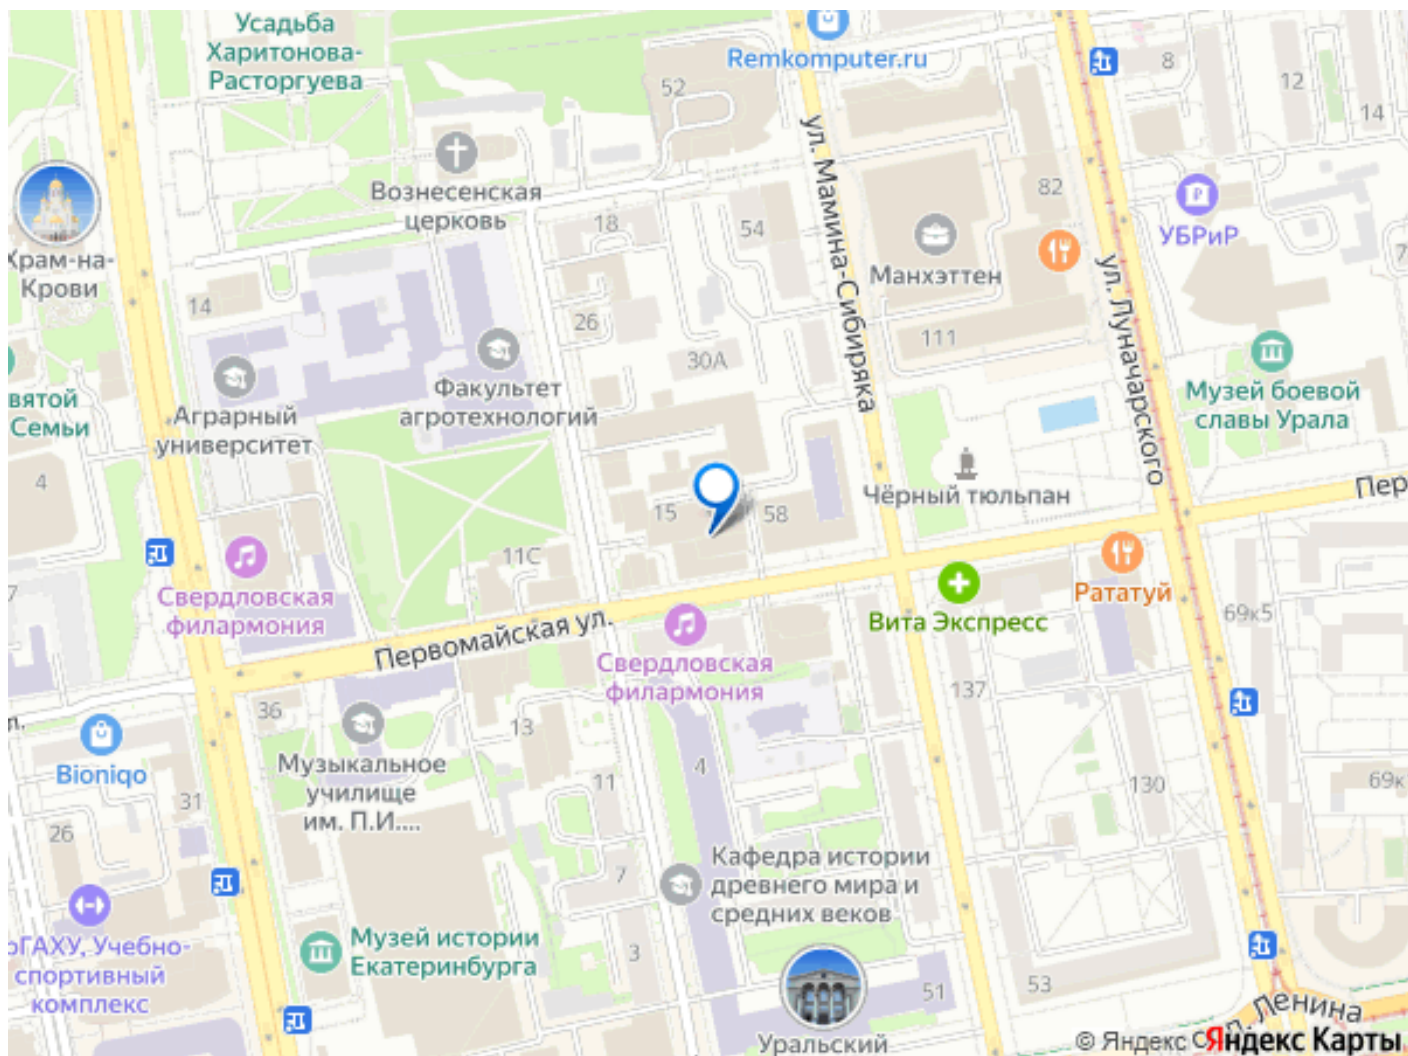 Усадьба
Харитонова-
Расторгуева
Remkomputer.ru
52
8
12
14
ул. Мамина-Сибиряка
Вознесенская
церковь
82
УБРиР
Храм-на-
Крови
18
54
Манхэттен
ул. Луначарского
7
14
26
111
30А
Факультет
агротехнологий
Музей боевой
славы Урала
Аграрный
университет
вятой
Семьи
4
15
58
Чёрный тюльпан
Пер
11С
7
Свердловская
филармония
Первомайская ул.
Свердловская
филармония
Вита Экспресс
Рататуй
69к5
137
36
13
л.
Bioniqo
Музыкальное
училище
им. П.И....
4
11
31
26
130
69к
7
Кафедра истории
древнего мира и
средних веков
оГАХУ, Учебно-
спортивный
комплекс
Музей истории
Екатеринбурга
3
51
53
Уральский
Ленина
© Яндекс
Яндекс Карты